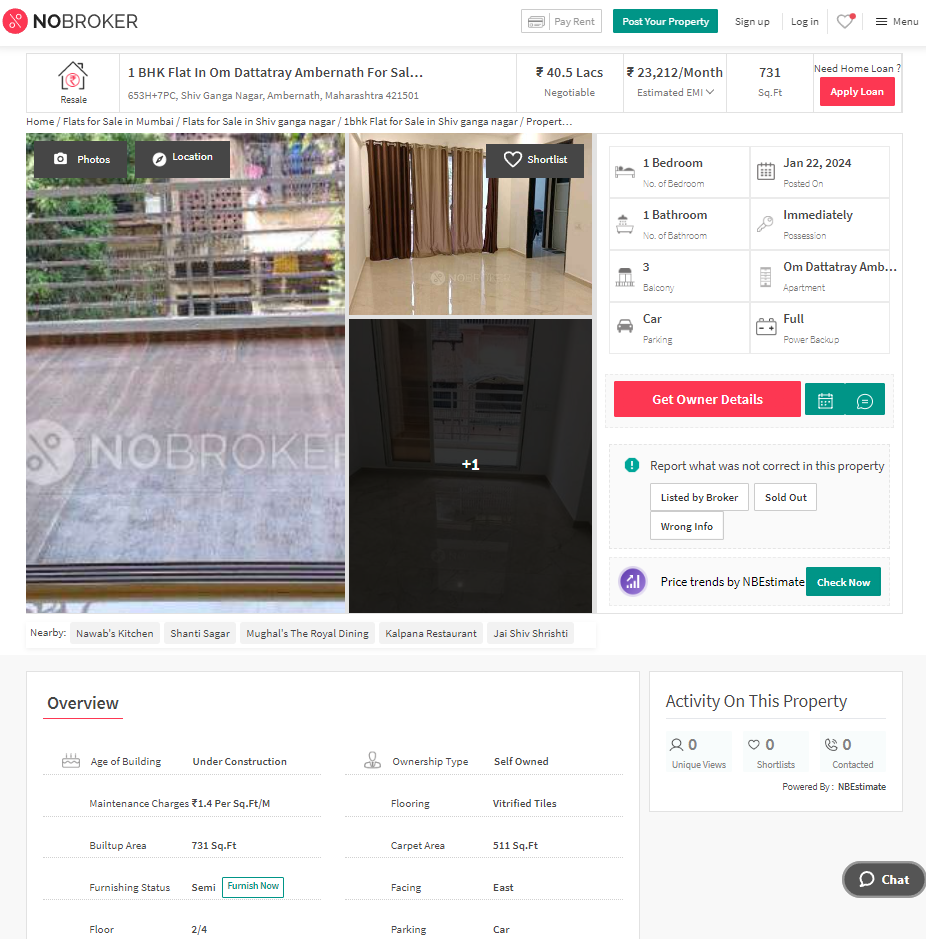 NOBROKER
Pay Rent
Post Your Property
Sign up
Log in
Menu
Resale
1 BHK Flat In Om Dattatray Ambernath For Sal...
653H+7PC, Shiv Ganga Nagar, Ambernath, Maharashtra 421501
₹ 40.5 Lacs
Negotiable
₹ 23,212/Month
Estimated EMI
731
Sq.Ft
Need Home Loan ?
Apply Loan
Home / Flats for Sale in Mumbai / Flats for Sale in Shiv ganga nagar / 1bhk Flat for Sale in Shiv ganga nagar / Propert...
Photos
Location
Shortlist
NOBROKER
NOBROKER
+1
1 Bedroom
No. of Bedroom
Jan 22, 2024
Posted On
1 Bathroom
No. of Bathroom
Immediately
Possession
3
Balcony
Om Dattatray Amb...
Apartment
Car
Parking
Full
Power Backup
Get Owner Details
Report what was not correct in this property
Listed by Broker
Sold Out
Wrong Info
Price trends by NBEstimate
Check Now
Nearby:
Nawab's Kitchen
Shanti Sagar
Mughal's The Royal Dining
Kalpana Restaurant
Jai Shiv Shrishti
Overview
Age of Building
Under Construction
Ownership Type
Self Owned
Maintenance Charges
₹1.4 Per Sq.Ft/M
Flooring
Vitrified Tiles
Builtup Area
731 Sq.Ft
Carpet Area
511 Sq.Ft
Furnishing Status
Semi
Furnish Now
Facing
East
Floor
2/4
Parking
Car
Activity On This Property
0
Unique Views
0
Shortlists
0
Contacted
Powered By : NBEstimate
Chat